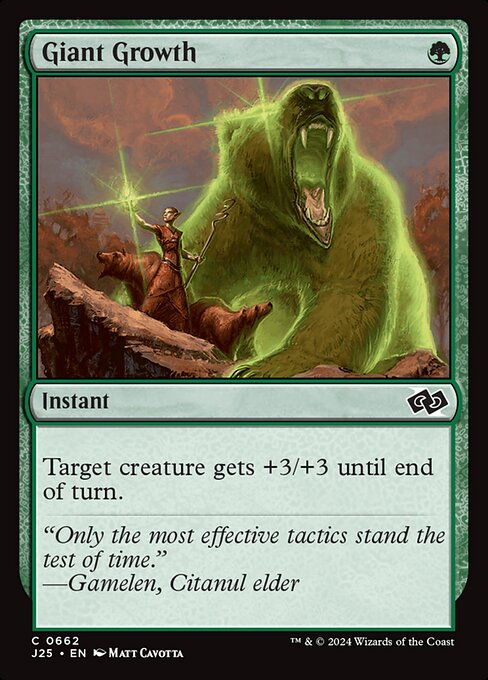 Giant Growth
Instant
Target creature gets +3/+3 until end
of turn.
“Only the most effective tactics stand the
test of time.”
—Gamelen, Citanul elder
C 0662
J25 • EN Matt Cavotta
™ & © 2024 Wizards of the Coast